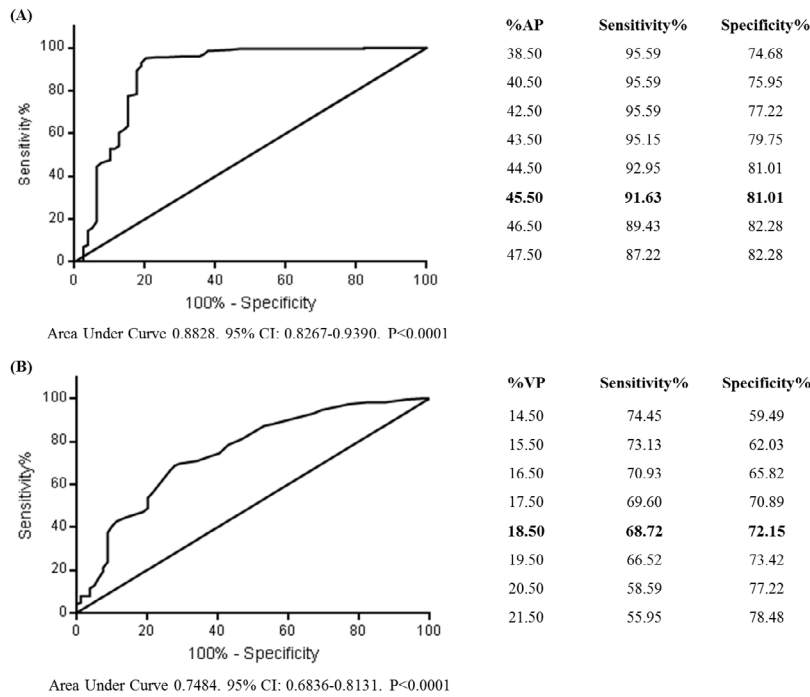 (A)
100
80
60
40
20
0
Sensitivity%
0 20 40 60 80 100
100% - Specificity
Area Under Curve 0.8828. 95% CI: 0.8267-0.9390. P<0.0001
%AP Sensitivity% Specificity%
38.50 95.59 74.68
40.50 95.59 75.95
42.50 95.59 77.22
43.50 95.15 79.75
44.50 92.95 81.01
45.50 91.63 81.01
46.50 89.43 82.28
47.50 87.22 82.28
(B)
100
80
60
40
20
0
Sensitivity%
0 20 40 60 80 100
100% - Specificity
Area Under Curve 0.7484. 95% CI: 0.6836-0.8131. P<0.0001
%VP Sensitivity% Specificity%
14.50 74.45 59.49
15.50 73.13 62.03
16.50 70.93 65.82
17.50 69.60 70.89
18.50 68.72 72.15
19.50 66.52 73.42
20.50 58.59 77.22
21.50 55.95 78.48